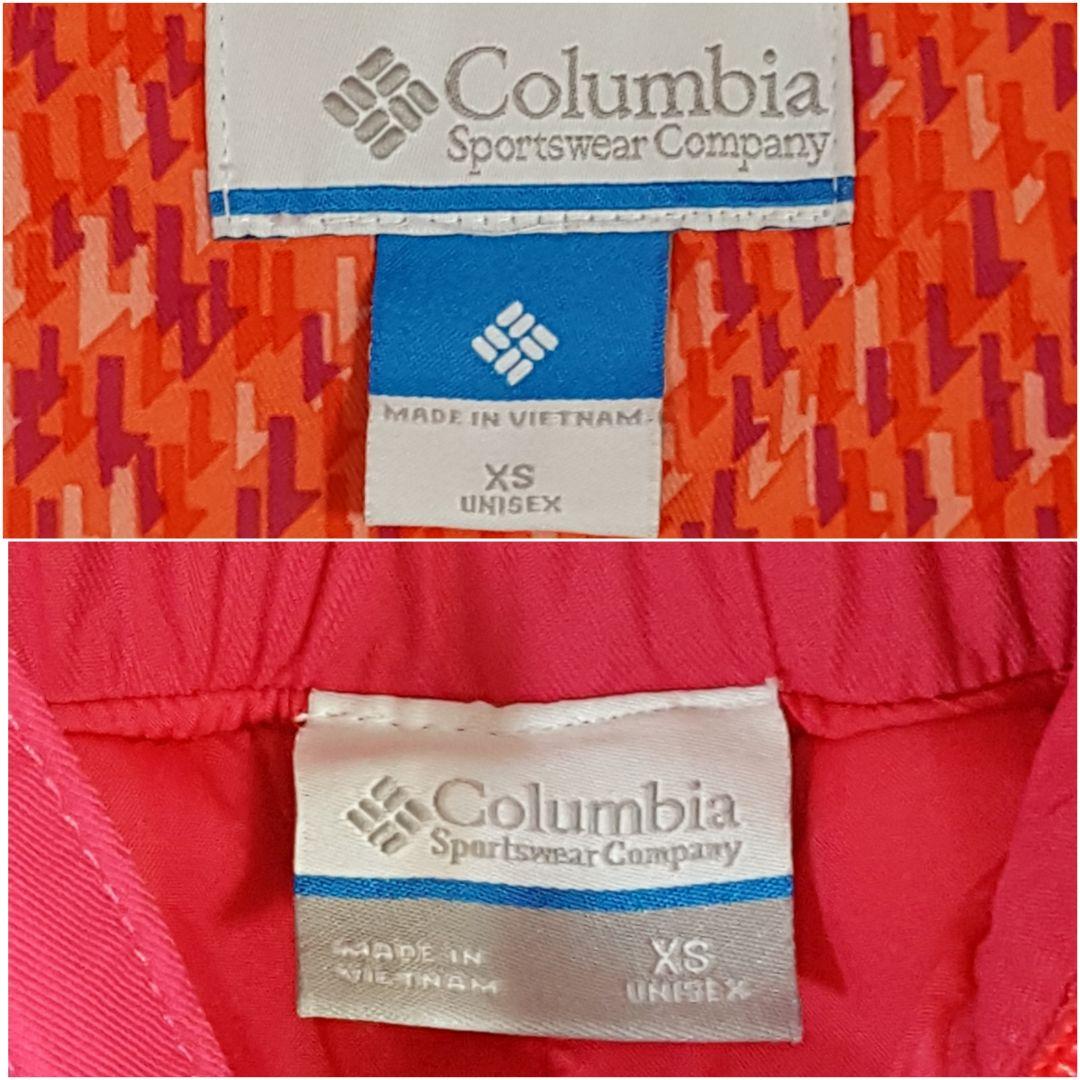 Columbia
Sportswear Company
MADE IN VIETNAM
XS
UNISEX
Columbia
Sportswear Company
MADE IN
VIETNAM
XS
UNISEX